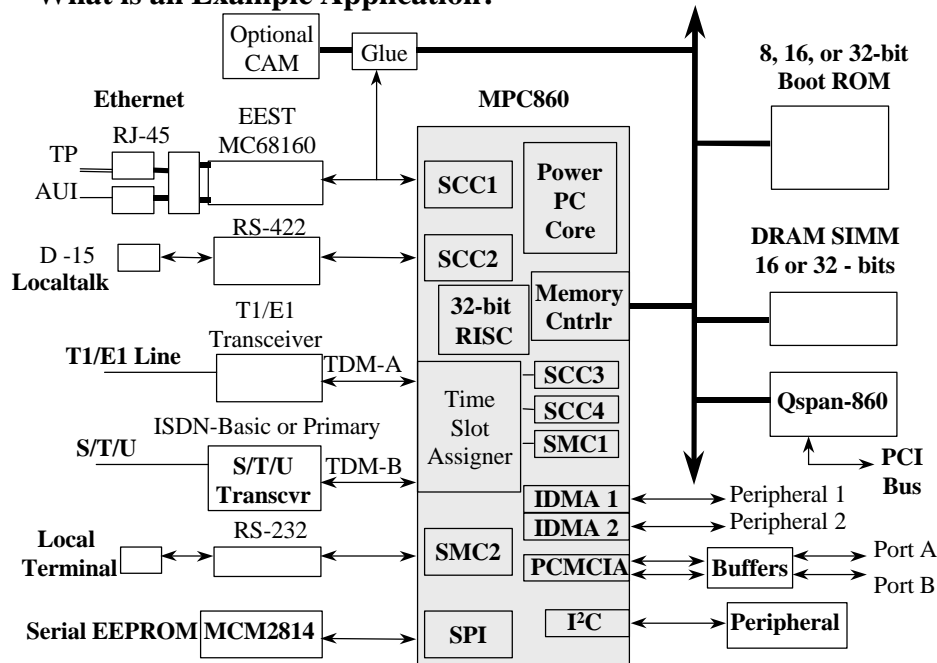 What is an Example Application?
Optional
CAM
Glue
8, 16, or 32-bit
Boot ROM
Ethernet
RJ-45
EEST
MC68160
MPC860
TP
AUI
SCC1
Power
PC
Core
RS-422
D -15
Localtalk
SCC2
DRAM SIMM
16 or 32 - bits
32-bit
RISC
Memory
Cntrlr
T1/E1
Transceiver
T1/E1 Line
TDM-A
Time
Slot
Assigner
SCC3
SCC4
SMC1
Qspan-860
PCI
Bus
ISDN-Basic or Primary
S/T/U
S/T/U
Transcvr
TDM-B
IDMA 1
Peripheral 1
IDMA 2
Peripheral 2
RS-232
Local
Terminal
SMC2
PCMCIA
Buffers
Port A
Port B
I²C
Peripheral
Serial EEPROM
MCM2814
SPI